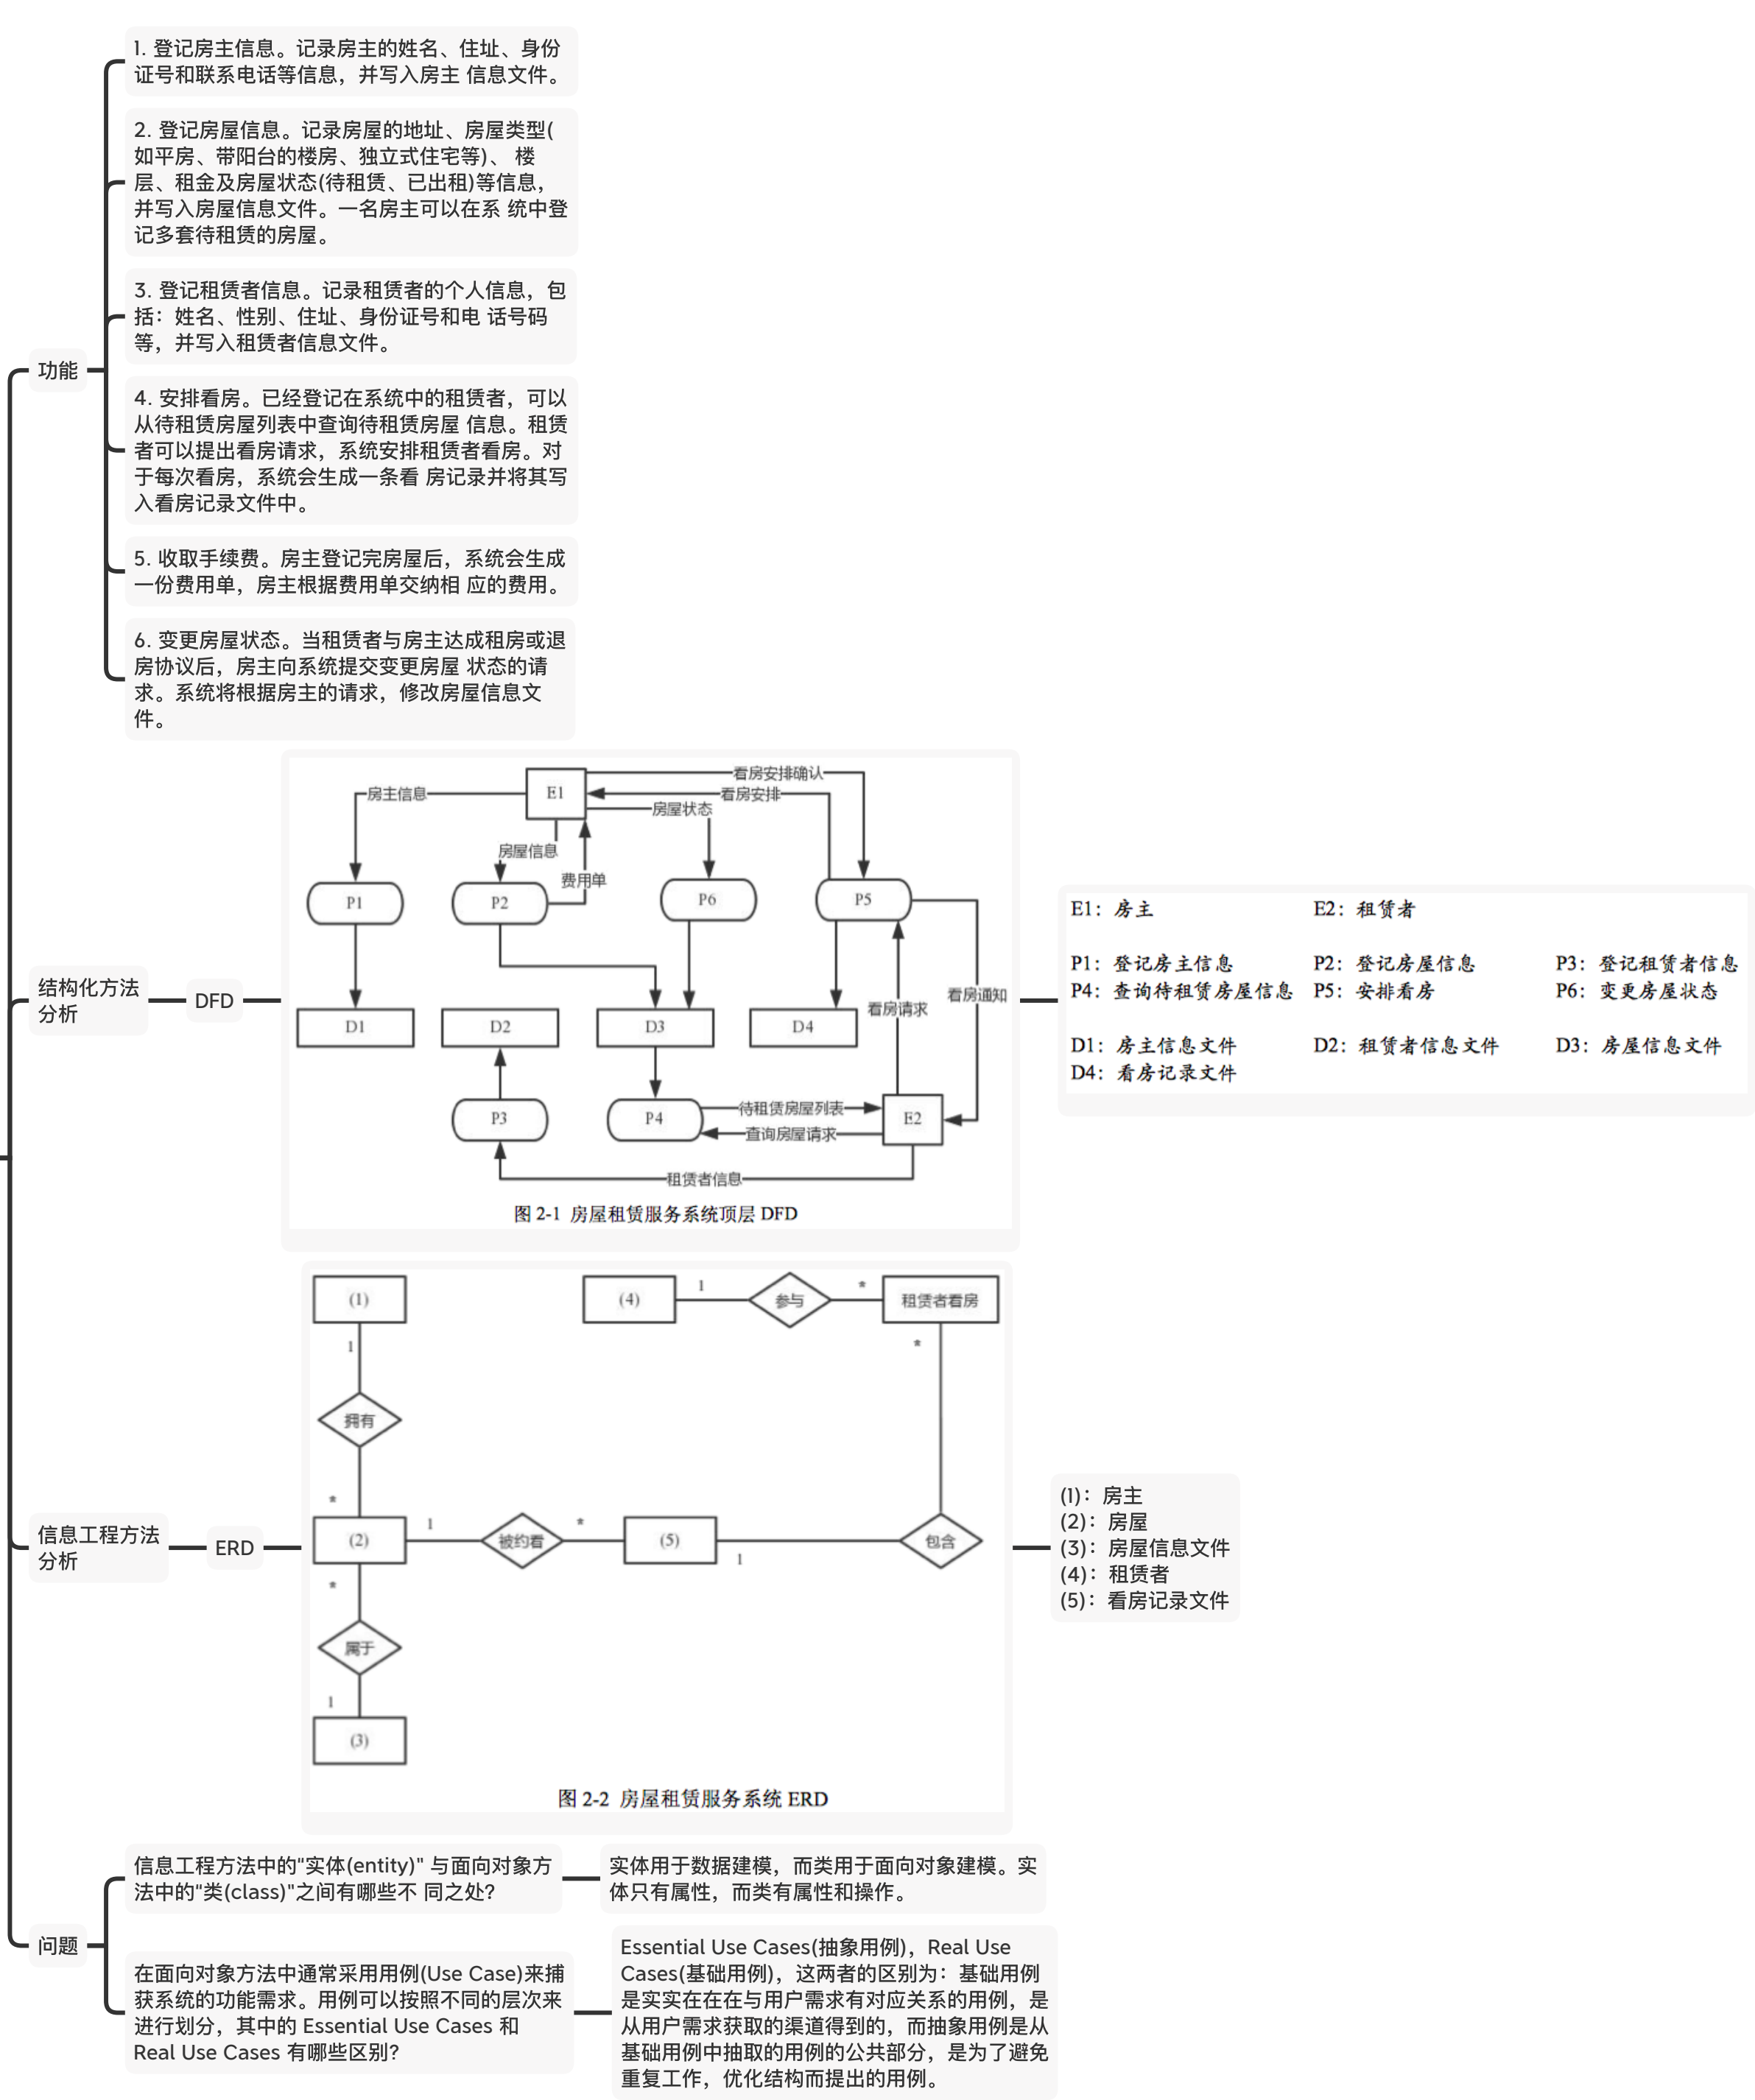 1. 登记房主信息。记录房主的姓名、住址、身份
证号和联系电话等信息，并写入房主 信息文件。
2. 登记房屋信息。记录房屋的地址、房屋类型(
如平房、带阳台的楼房、独立式住宅等)、 楼
层、租金及房屋状态(待租赁、已出租)等信息，
并写入房屋信息文件。一名房主可以在系 统中登
记多套待租赁的房屋。
3. 登记租赁者信息。记录租赁者的个人信息，包
括：姓名、性别、住址、身份证号和电 话号码
等，并写入租赁者信息文件。
功能
4. 安排看房。已经登记在系统中的租赁者，可以
从待租赁房屋列表中查询待租赁房屋 信息。租赁
者可以提出看房请求，系统安排租赁者看房。对
于每次看房，系统会生成一条看 房记录并将其写
入看房记录文件中。
5. 收取手续费。房主登记完房屋后，系统会生成
一份费用单，房主根据费用单交纳相 应的费用。
6. 变更房屋状态。当租赁者与房主达成租房或退
房协议后，房主向系统提交变更房屋 状态的请
求。系统将根据房主的请求，修改房屋信息文
件。
结构化方法
分析
DFD
看房安排确认
E1
房主信息
看房安排
房屋状态
房屋信息
费用单
P1
P2
P6
P5
看房请求
看房通知
D1
D2
D3
D4
P3
P4
待租赁房屋列表
查询房屋请求
E2
租赁者信息
图 2-1 房屋租赁服务系统顶层 DFD
E1：房主 E2：租赁者
P1：登记房主信息 P2：登记房屋信息 P3：登记租赁者信息
P4：查询待租赁房屋信息 P5：安排看房 P6：变更房屋状态
D1：房主信息文件 D2：租赁者信息文件 D3：房屋信息文件
D4：看房记录文件
信息工程方法
分析
ERD
(1)
(4)
1
参与
*
租赁者看房
1
*
拥有
*
(2)
1
被约看
*
(5)
1
包含
*
属于
1
(3)
图 2-2 房屋租赁服务系统 ERD
(1)：房主
(2)：房屋
(3)：房屋信息文件
(4)：租赁者
(5)：看房记录文件
问题
信息工程方法中的"实体(entity)" 与面向对象方
法中的"类(class)"之间有哪些不 同之处?
实体用于数据建模，而类用于面向对象建模。实
体只有属性，而类有属性和操作。
在面向对象方法中通常采用用例(Use Case)来捕
获系统的功能需求。用例可以按照不同的层次来
进行划分，其中的 Essential Use Cases 和
Real Use Cases 有哪些区别?
Essential Use Cases(抽象用例)，Real Use
Cases(基础用例)，这两者的区别为：基础用例
是实实在在在与用户需求有对应关系的用例，是
从用户需求获取的渠道得到的，而抽象用例是从
基础用例中抽取的用例的公共部分，是为了避免
重复工作，优化结构而提出的用例。